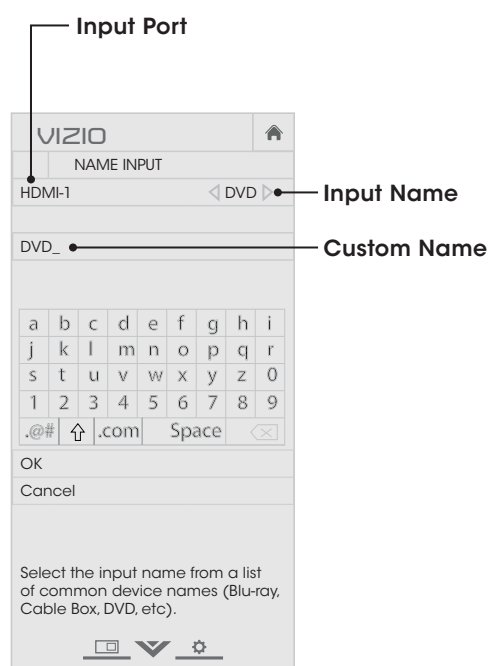 Input Port
VIZIO
NAME INPUT
HDMI-1 DVD
Input Name
DVD_
Custom Name
a b c d e f g h i
j k l m n o p q r
s t u v w x y z 0
1 2 3 4 5 6 7 8 9
.@# .com Space
OK
Cancel
Select the input name from a list
of common device names (Blu-ray,
Cable Box, DVD, etc).